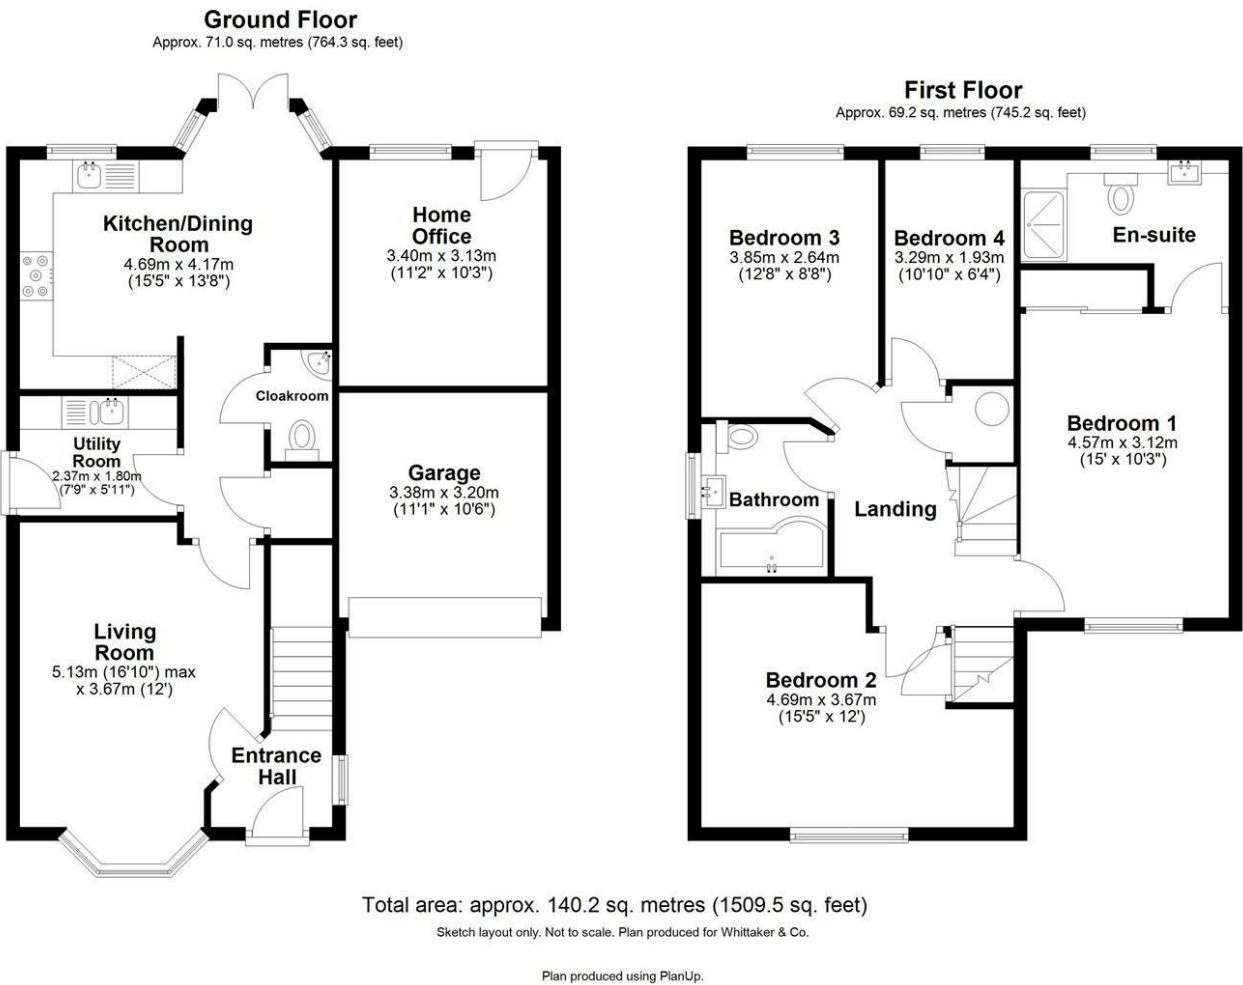 Ground Floor
Approx. 71.0 sq. metres (764.3 sq. feet)
Kitchen/Dining
Room
4.69m x 4.17m
(15'5" x 13'8")
Home
Office
3.40m x 3.13m
(11'2" x 10'3")
Cloakroom
Utility
Room
2.37m x 1.80m
(7'9" x 5'11")
Garage
3.38m x 3.20m
(11'1" x 10'6")
Living
Room
5.13m (16'10") max
x 3.67m (12')
Entrance
Hall
First Floor
Approx. 69.2 sq. metres (745.2 sq. feet)
Bedroom 3
3.85m x 2.64m
(12'8" x 8'8")
Bedroom 4
3.29m x 1.93m
(10'10" x 6'4")
En-suite
Bedroom 1
4.57m x 3.12m
(15' x 10'3")
Bathroom
Landing
Bedroom 2
4.69m x 3.67m
(15'5" x 12')
Total area: approx. 140.2 sq. metres (1509.5 sq. feet)
Sketch layout only. Not to scale. Plan produced for Whittaker & Co.
Plan produced using PlanUp.